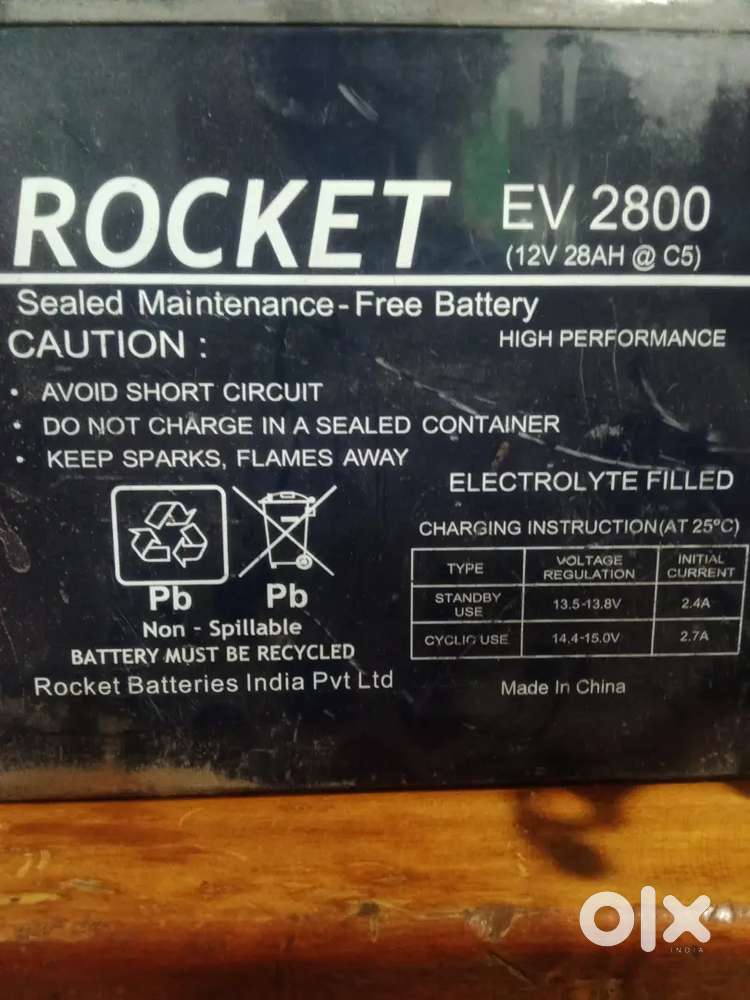 ROCKET
EV 2800
(12V 28AH @ C5)
Sealed Maintenance-Free Battery
CAUTION :
HIGH PERFORMANCE
• AVOID SHORT CIRCUIT
• DO NOT CHARGE IN A SEALED CONTAINER
• KEEP SPARKS, FLAMES AWAY
ELECTROLYTE FILLED
CHARGING INSTRUCTION(AT 25°C)
TYPE VOLTAGE REGULATION INITIAL CURRENT
STANDBY USE 13.5-13.8V 2.4A
CYCLIC USE 14.4-15.0V 2.7A
Pb Pb
Non - Spillable
BATTERY MUST BE RECYCLED
Rocket Batteries India Pvt Ltd
Made In China
olx
INDIA